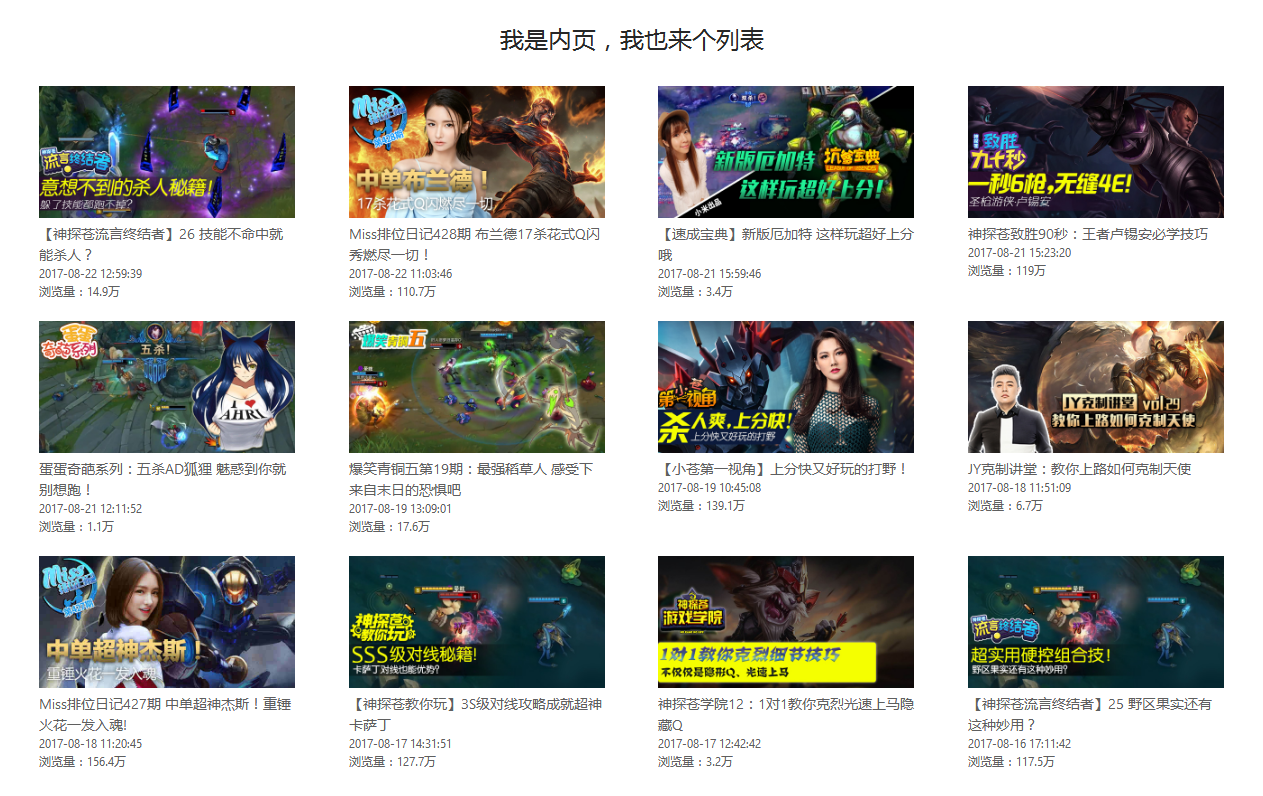 我是内页，我也来个列表
流言终结者
意想不到的杀人秘籍!
躲了技能都跑不掉?
【神探苍流言终结者】26 技能不命中就
能杀人？
2017-08-22 12:59:39
浏览量：14.9万
Miss
排位日记
第428期
中单布兰德！
17杀花式Q闪燃尽一切
Miss排位日记428期 布兰德17杀花式Q闪
秀燃尽一切！
2017-08-22 11:03:46
浏览量：110.7万
新版厄加特
坑爹宝典
LEAGUE OF LEGENDS
这样玩超好上分!
小米出品
【速成宝典】新版厄加特 这样玩超好上分
哦
2017-08-21 15:59:46
浏览量：3.4万
致胜
九十秒
一秒6枪,无缝4E!
圣枪游侠·卢锡安
神探苍致胜90秒：王者卢锡安必学技巧
2017-08-21 15:23:20
浏览量：119万
蛋蛋
奇葩系列
五杀!
I ♥
AHRI
蛋蛋奇葩系列：五杀AD狐狸 魅惑到你就
别想跑！
2017-08-21 12:11:52
浏览量：1.1万
爆笑青铜五
爆笑青铜五第19期：最强稻草人 感受下
来自末日的恐惧吧
2017-08-19 13:09:01
浏览量：17.6万
小苍
第一视角
杀人爽,上分快!
上分快又好玩的打野
【小苍第一视角】上分快又好玩的打野！
2017-08-19 10:45:08
浏览量：139.1万
JY克制讲堂 vol 29
教你上路如何克制天使
JY克制讲堂：教你上路如何克制天使
2017-08-18 11:51:09
浏览量：6.7万
Miss
排位日记
第427期
中单超神杰斯！
重锤火花一发入魂
Miss排位日记427期 中单超神杰斯！重锤
火花一发入魂!
2017-08-18 11:20:45
浏览量：156.4万
神探苍
教你玩
SSS级对线秘籍!
卡萨丁对线也能优势?
【神探苍教你玩】3S级对线攻略成就超神
卡萨丁
2017-08-17 14:31:51
浏览量：127.7万
神探苍
游戏学院
1对1教你克烈细节技巧
不仅仅是隐形Q、光速上马
神探苍学院12：1对1教你克烈光速上马隐
藏Q
2017-08-17 12:42:42
浏览量：3.2万
流言终结者
超实用硬控组合技!
野区果实还有这种妙用?
【神探苍流言终结者】25 野区果实还有
这种妙用？
2017-08-16 17:11:42
浏览量：117.5万